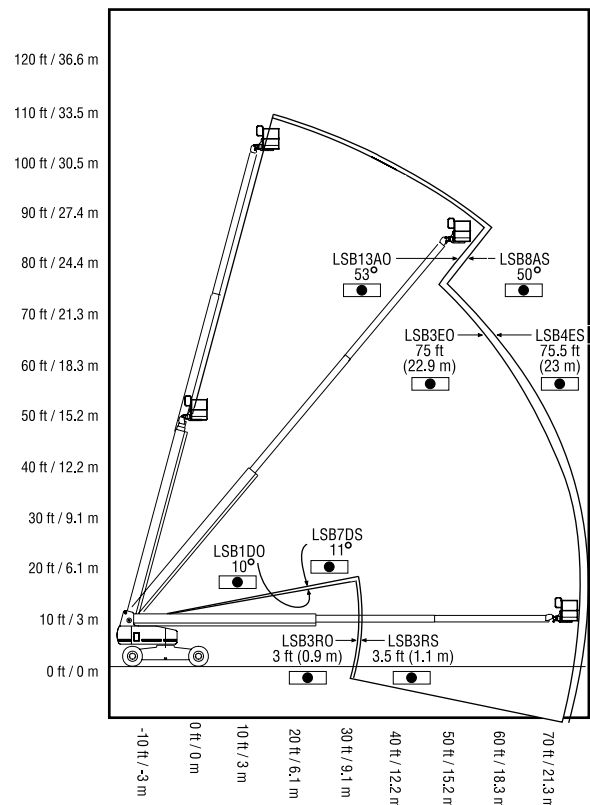 120 ft / 36.6 m
110 ft / 33.5 m
100 ft / 30.5 m
90 ft / 27.4 m
80 ft / 24.4 m
70 ft / 21.3 m
60 ft / 18.3 m
50 ft / 15.2 m
40 ft / 12.2 m
30 ft / 9.1 m
20 ft / 6.1 m
10 ft / 3 m
0 ft / 0 m
LSB13AO
53°
LSB8AS
50°
LSB3EO
75 ft
(22.9 m)
LSB4ES
75.5 ft
(23 m)
LSB1DO
10°
LSB7DS
11°
LSB3RO
3 ft (0.9 m)
LSB3RS
3.5 ft (1.1 m)
-10 ft / -3 m
0 ft / 0 m
10 ft / 3 m
20 ft / 6.1 m
30 ft / 9.1 m
40 ft / 12.2 m
50 ft / 15.2 m
60 ft / 18.3 m
70 ft / 21.3 m